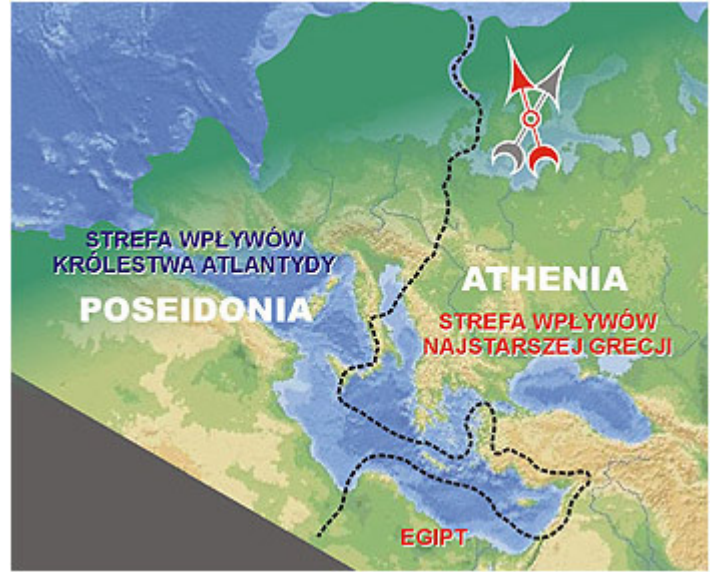 STREFA WPŁYWÓW
KRÓLESTWA ATLANTYDY
POSEIDONIA
ATHENIA
STREFA WPŁYWÓW
NAJSTARSZEJ GRECJI
EGIPT